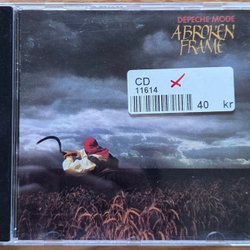 DEPECHE MODE
A BROKEN
FRAME
CD
11614
40 kr